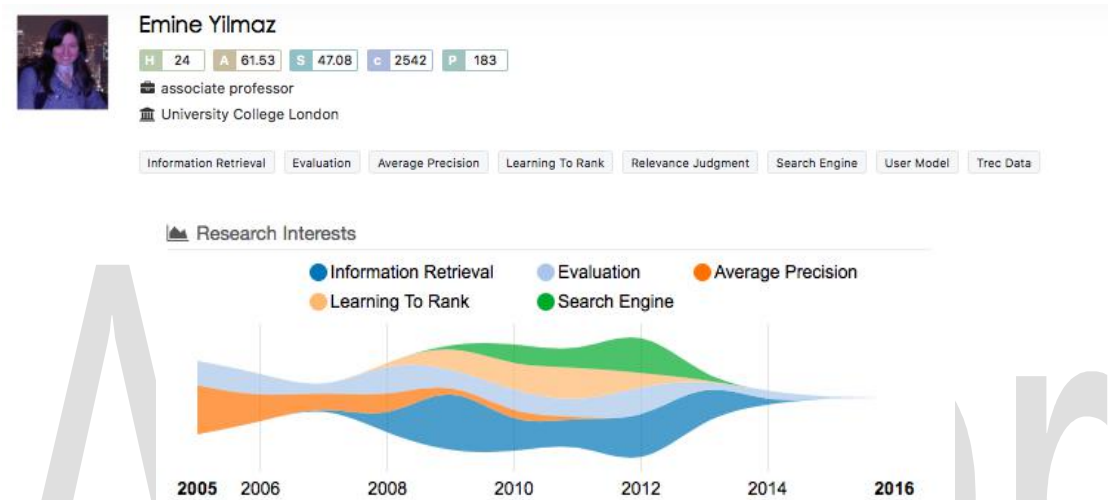 Emine Yilmaz
H 24 A 61.53 S 47.08 c 2542 P 183
associate professor
University College London
Information Retrieval Evaluation Average Precision Learning To Rank Relevance Judgment Search Engine User Model Trec Data
Research Interests
Information Retrieval Evaluation Average Precision
Learning To Rank Search Engine
2005 2006 2008 2010 2012 2014 2016